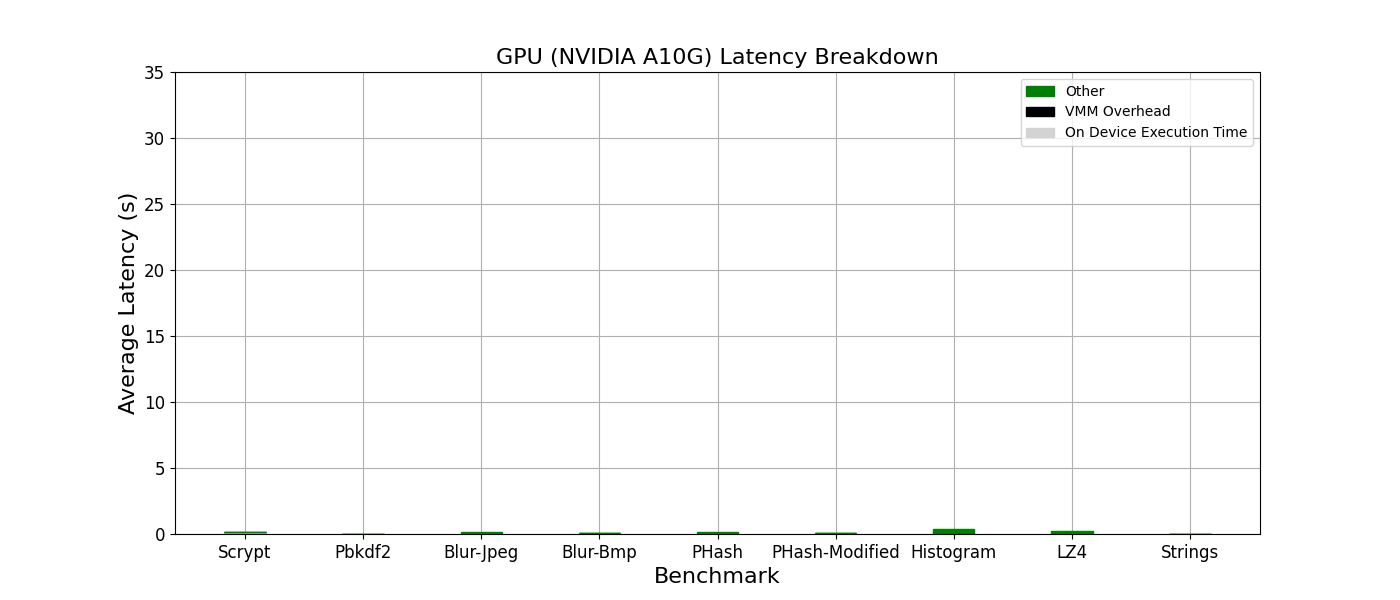 GPU (NVIDIA A10G) Latency Breakdown
35
30
25
20
15
10
5
0
Average Latency (s)
Other
VMM Overhead
On Device Execution Time
Scrypt Pbkdf2 Blur-Jpeg Blur-Bmp PHash PHash-Modified Histogram LZ4 Strings
Benchmark